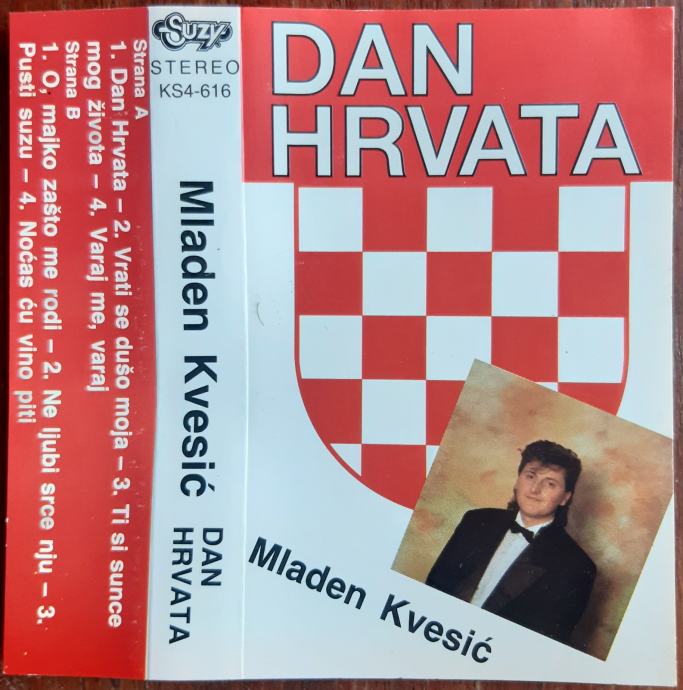 Strana A
1. Dan Hrvata – 2. Vrati se dušo moja – 3. Ti si sunce
mog života – 4. Varaj me, varaj
Strana B
1. O, majko zašto me rodi – 2. Ne ljubi srce nju – 3.
Pusti suzu – 4. Noćas ću vino piti
SUZY
STEREO
KS4-616
Mladen Kvesić
DAN
HRVATA
DAN
HRVATA
Mladen Kvesić